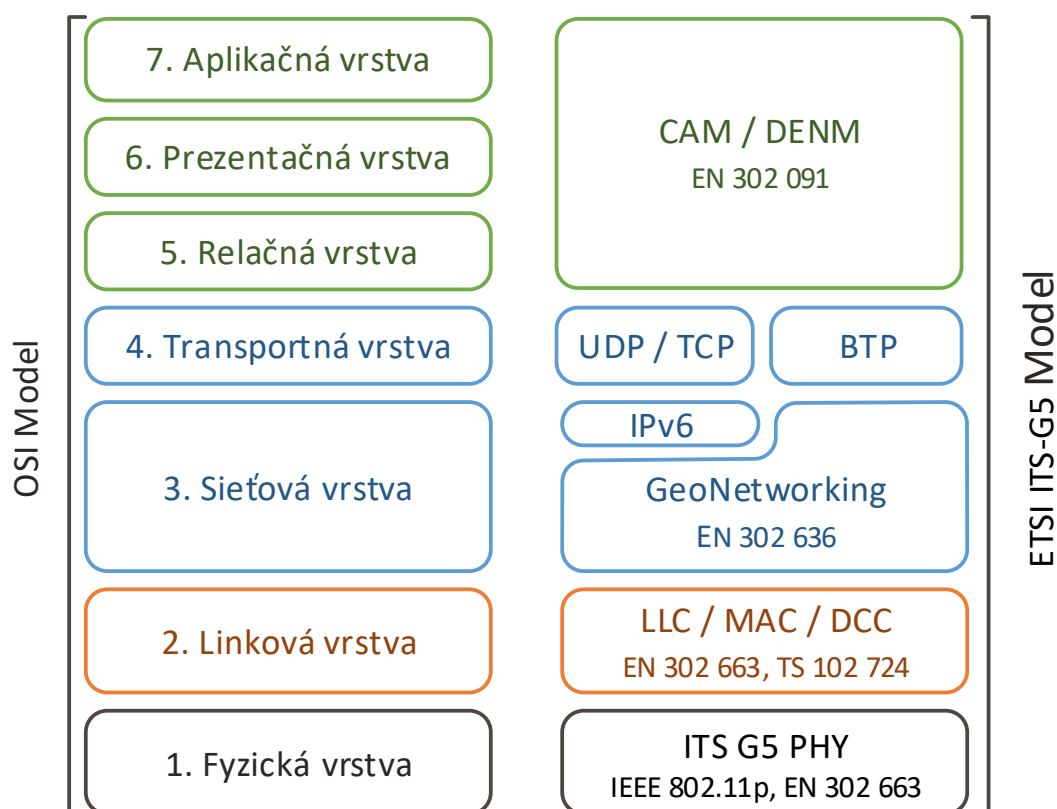 OSI Model
7. Aplikačná vrstva
6. Prezentačná vrstva
5. Relačná vrstva
4. Transportná vrstva
3. Sieťová vrstva
2. Linková vrstva
1. Fyzická vrstva
CAM / DENM
EN 302 091
UDP / TCP
BTP
IPv6
GeoNetworking
EN 302 636
LLC / MAC / DCC
EN 302 663, TS 102 724
ITS G5 PHY
IEEE 802.11p, EN 302 663
ETSI ITS-G5 Model